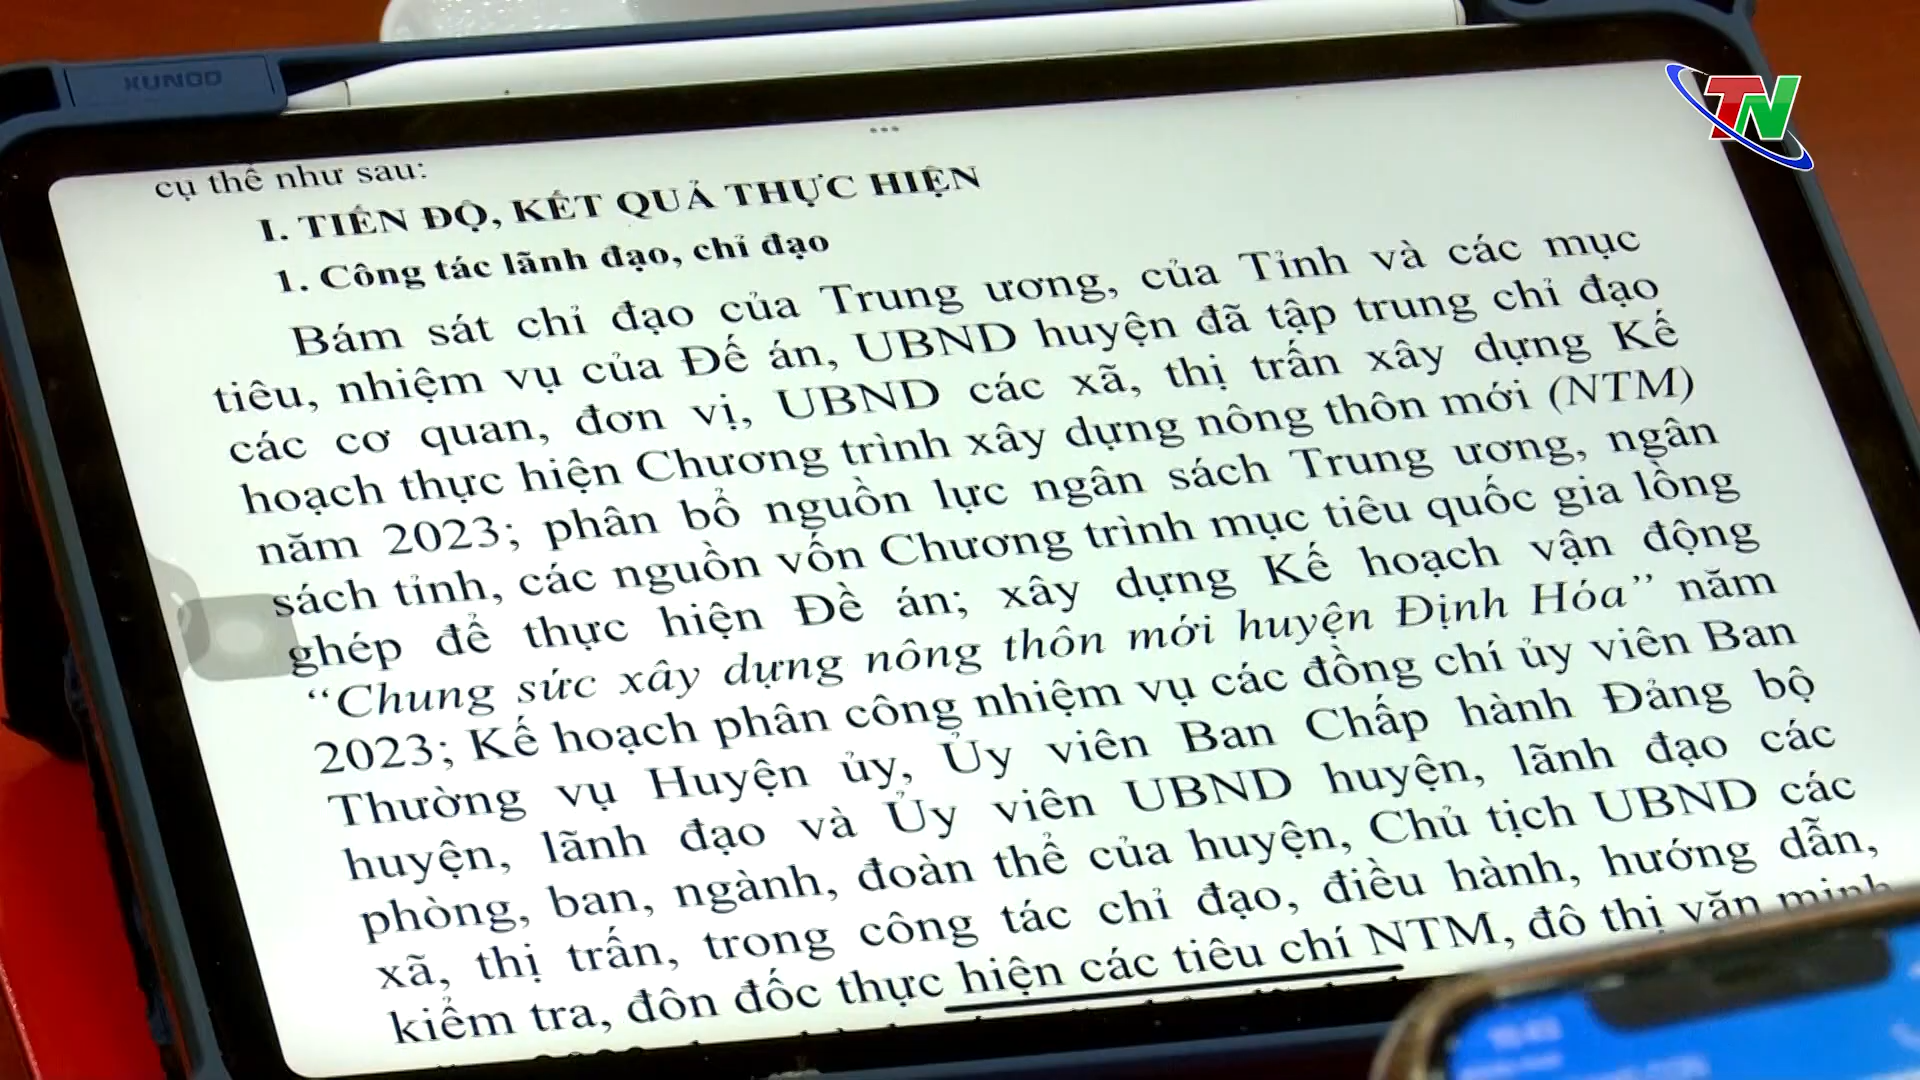 XUNDD
TN
cụ thể như sau:
I. TIẾN ĐỘ, KẾT QUẢ THỰC HIỆN
1. Công tác lãnh đạo, chỉ đạo
Bám sát chỉ đạo của Trung ương, của Tỉnh và các mục
tiêu, nhiệm vụ của Đế án, UBND huyện đã tập trung chỉ đạo
các cơ quan, đơn vị, UBND các xã, thị trấn xây dựng Kế
hoạch thực hiện Chương trình xây dựng nông thôn mới (NTM)
năm 2023; phân bổ nguồn lực ngân sách Trung ương, ngân
sách tỉnh, các nguồn vốn Chương trình mục tiêu quốc gia lồng
ghép để thực hiện Đề án; xây dựng Kế hoạch vận động
“Chung sức xây dựng nông thôn mới huyện Định Hóa” năm
2023; Kế hoạch phân công nhiệm vụ các đồng chí ủy viên Ban
Thường vụ Huyện ủy, Ủy viên Ban Chấp hành Đảng bộ
huyện, lãnh đạo và Ủy viên UBND huyện, lãnh đạo các
phòng, ban, ngành, đoàn thể của huyện, Chủ tịch UBND các
xã, thị trấn, trong công tác chỉ đạo, điều hành, hướng dẫn,
kiểm tra, đôn đốc thực hiện các tiêu chí NTM, đô thị văn minh